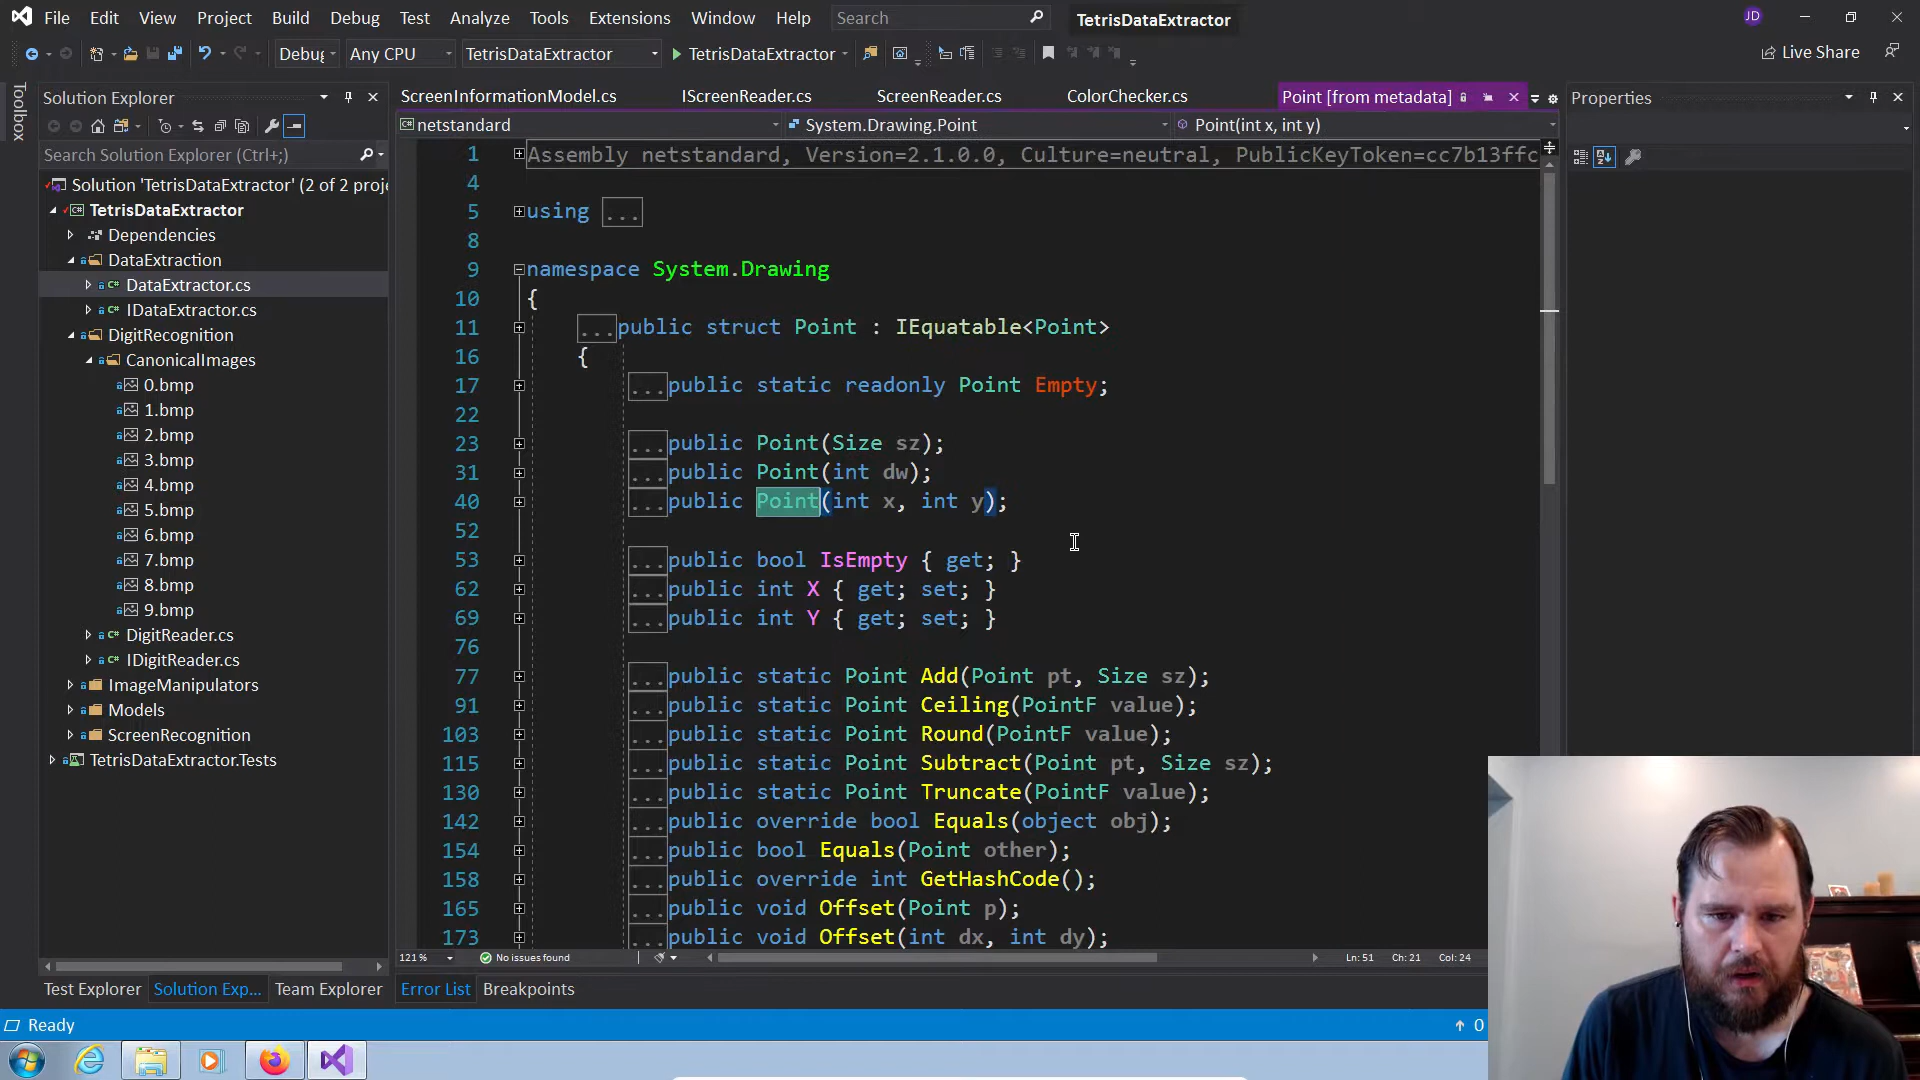 File Edit View Project Build Debug Test Analyze Tools Extensions Window Help Search TetrisDataExtractor JD
Debug Any CPU TetrisDataExtractor TetrisDataExtractor Live Share
Toolbox
Solution Explorer
Search Solution Explorer (Ctrl+;)
Solution 'TetrisDataExtractor' (2 of 2 proje
TetrisDataExtractor
Dependencies
DataExtraction
DataExtractor.cs
IDataExtractor.cs
DigitRecognition
CanonicalImages
0.bmp
1.bmp
2.bmp
3.bmp
4.bmp
5.bmp
6.bmp
7.bmp
8.bmp
9.bmp
DigitReader.cs
IDigitReader.cs
ImageManipulators
Models
ScreenRecognition
TetrisDataExtractor.Tests
Test Explorer Solution Exp... Team Explorer
ScreenInformationModel.cs IScreenReader.cs ScreenReader.cs ColorChecker.cs Point [from metadata]
netstandard System.Drawing.Point Point(int x, int y)
1 Assembly netstandard, Version=2.1.0.0, Culture=neutral, PublicKeyToken=cc7b13ffc
4
5 using ...
8
9 namespace System.Drawing
10 {
11 ...public struct Point : IEquatable<Point>
16 {
17 ...public static readonly Point Empty;
22
23 ...public Point(Size sz);
31 ...public Point(int dw);
40 ...public Point(int x, int y);
52
53 ...public bool IsEmpty { get; }
62 ...public int X { get; set; }
69 ...public int Y { get; set; }
76
77 ...public static Point Add(Point pt, Size sz);
91 ...public static Point Ceiling(PointF value);
103 ...public static Point Round(PointF value);
115 ...public static Point Subtract(Point pt, Size sz);
130 ...public static Point Truncate(PointF value);
142 ...public override bool Equals(object obj);
154 ...public bool Equals(Point other);
158 ...public override int GetHashCode();
165 ...public void Offset(Point p);
173 ...public void Offset(int dx, int dy);
121 % No issues found Ln: 51 Ch: 21 Col: 24
Error List Breakpoints
Properties
Ready 0